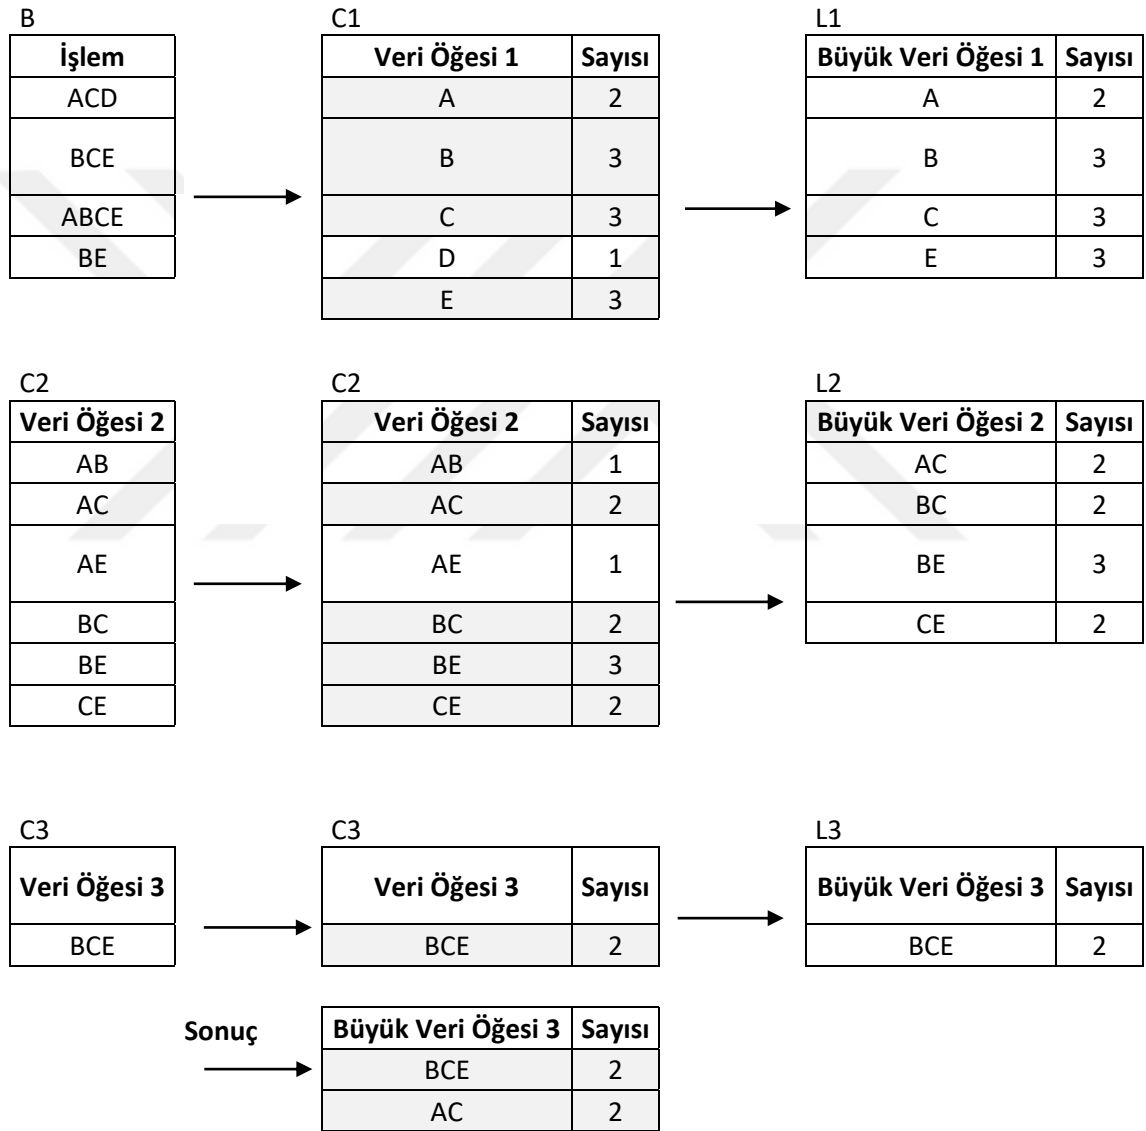 B C1 L1
İşlem Veri Öğesi 1 Sayısı Büyük Veri Öğesi 1 Sayısı
ACD A 2 A 2
BCE B 3 B 3
ABCE C 3 C 3
BE D 1 E 3
E 3
C2 C2 L2
Veri Öğesi 2 Veri Öğesi 2 Sayısı Büyük Veri Öğesi 2 Sayısı
AB AB 1 AC 2
AC AC 2 BC 2
AE AE 1 BE 3
BC BC 2 CE 2
BE BE 3
CE CE 2
C3 C3 L3
Veri Öğesi 3 Veri Öğesi 3 Sayısı Büyük Veri Öğesi 3 Sayısı
BCE BCE 2 BCE 2
Sonuç Büyük Veri Öğesi 3 Sayısı
BCE 2
AC 2